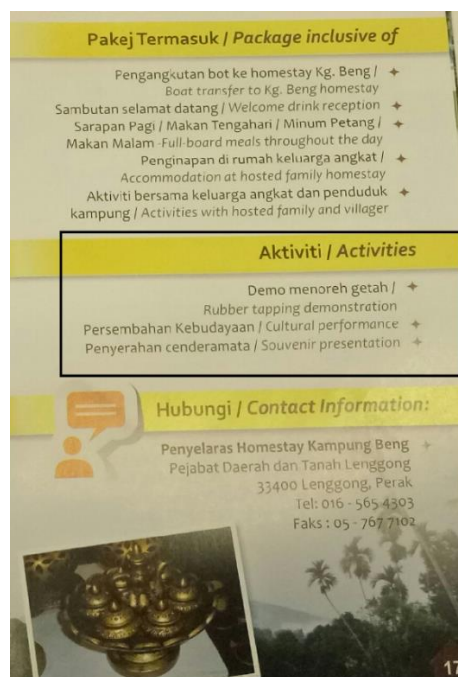 Pakej Termasuk / Package inclusive of
Pengangkutan bot ke homestay Kg. Beng /
Boat transfer to Kg. Beng homestay
Sambutan selamat datang / Welcome drink reception
Sarapan Pagi / Makan Tengahari / Minum Petang /
Makan Malam -Full-board meals throughout the day
Penginapan di rumah keluarga angkat /
Accommodation at hosted family homestay
Aktiviti bersama keluarga angkat dan penduduk
kampung / Activities with hosted family and villager
Aktiviti / Activities
Demo menoreh getah /
Rubber tapping demonstration
Persembahan Kebudayaan / Cultural performance
Penyerahan cenderamata / Souvenir presentation
Hubungi / Contact Information:
Penyelaras Homestay Kampung Beng
Pejabat Daerah dan Tanah Lenggong
33400 Lenggong, Perak
Tel: 016 - 565 4303
Faks : 05 - 767 7102
17